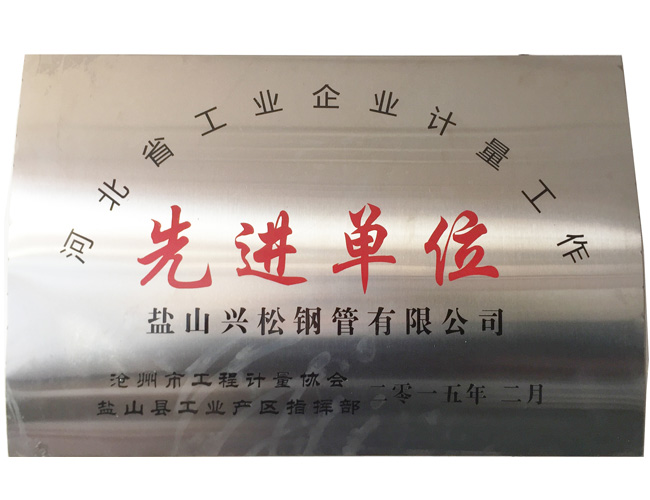 河北省工业企业计量工作
先进单位
盐山兴松钢管有限公司
沧州市工程计量协会
盐山县工业产区指挥部
二零一五年 二月